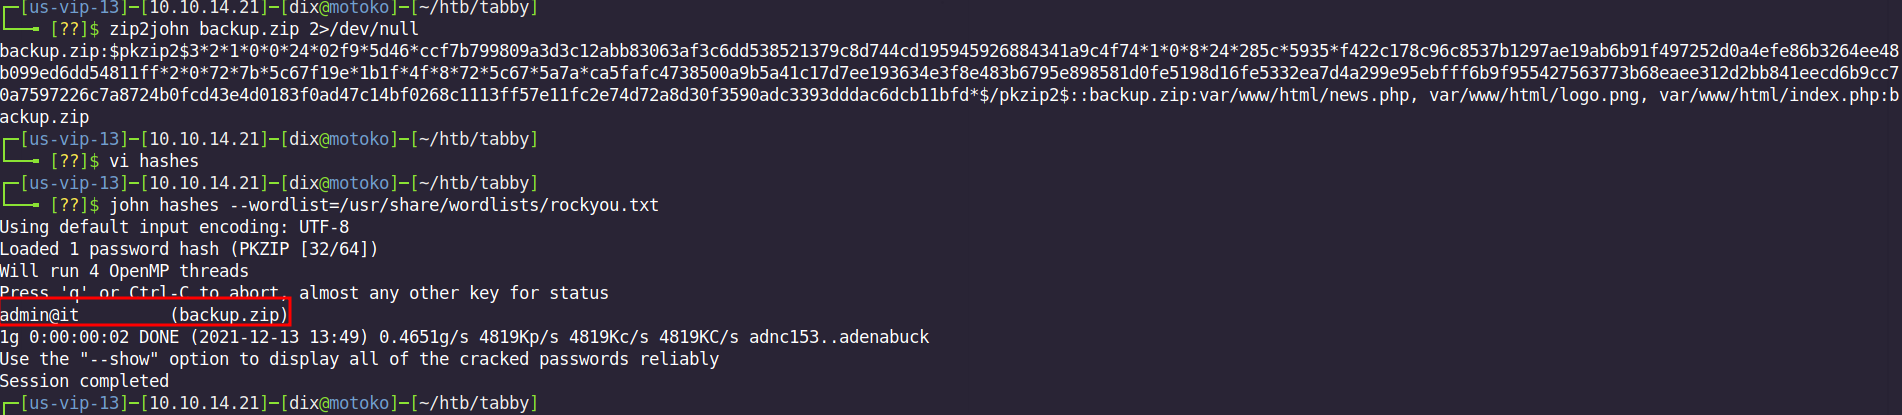 ┌─[us-vip-13]─[10.10.14.21]─[dix@motoko]─[~/htb/tabby]
└──╼ [??]$ zip2john backup.zip 2>/dev/null
backup.zip:$pkzip2$3*2*1*0*0*24*02f9*5d46*ccf7b799809a3d3c12abb83063af3c6dd538521379c8d744cd195945926884341a9c4f74*1*0*8*24*285c*5935*f422c178c96c8537b1297ae19ab6b91f497252d0a4efe86b3264ee48
b099ed6dd54811ff*2*0*72*7b*5c67f19e*1b1f*4f*8*72*5c67*5a7a*ca5fafc4738500a9b5a41c17d7ee193634e3f8e483b6795e898581d0fe5198d16fe5332ea7d4a299e95ebfff6b9f955427563773b68eaee312d2bb841eecd6b9cc7
0a7597226c7a8724b0fcd43e4d0183f0ad47c14bf0268c1113ff57e11fc2e74d72a8d30f3590adc3393dddac6dcb11bfd*$/pkzip2$::backup.zip:var/www/html/news.php, var/www/html/logo.png, var/www/html/index.php:b
ackup.zip
┌─[us-vip-13]─[10.10.14.21]─[dix@motoko]─[~/htb/tabby]
└──╼ [??]$ vi hashes
┌─[us-vip-13]─[10.10.14.21]─[dix@motoko]─[~/htb/tabby]
└──╼ [??]$ john hashes --wordlist=/usr/share/wordlists/rockyou.txt
Using default input encoding: UTF-8
Loaded 1 password hash (PKZIP [32/64])
Will run 4 OpenMP threads
Press 'q' or Ctrl-C to abort, almost any other key for status
admin@it         (backup.zip)
1g 0:00:00:02 DONE (2021-12-13 13:49) 0.4651g/s 4819Kp/s 4819Kc/s 4819KC/s adnc153..adenabuck
Use the "--show" option to display all of the cracked passwords reliably
Session completed
┌─[us-vip-13]─[10.10.14.21]─[dix@motoko]─[~/htb/tabby]